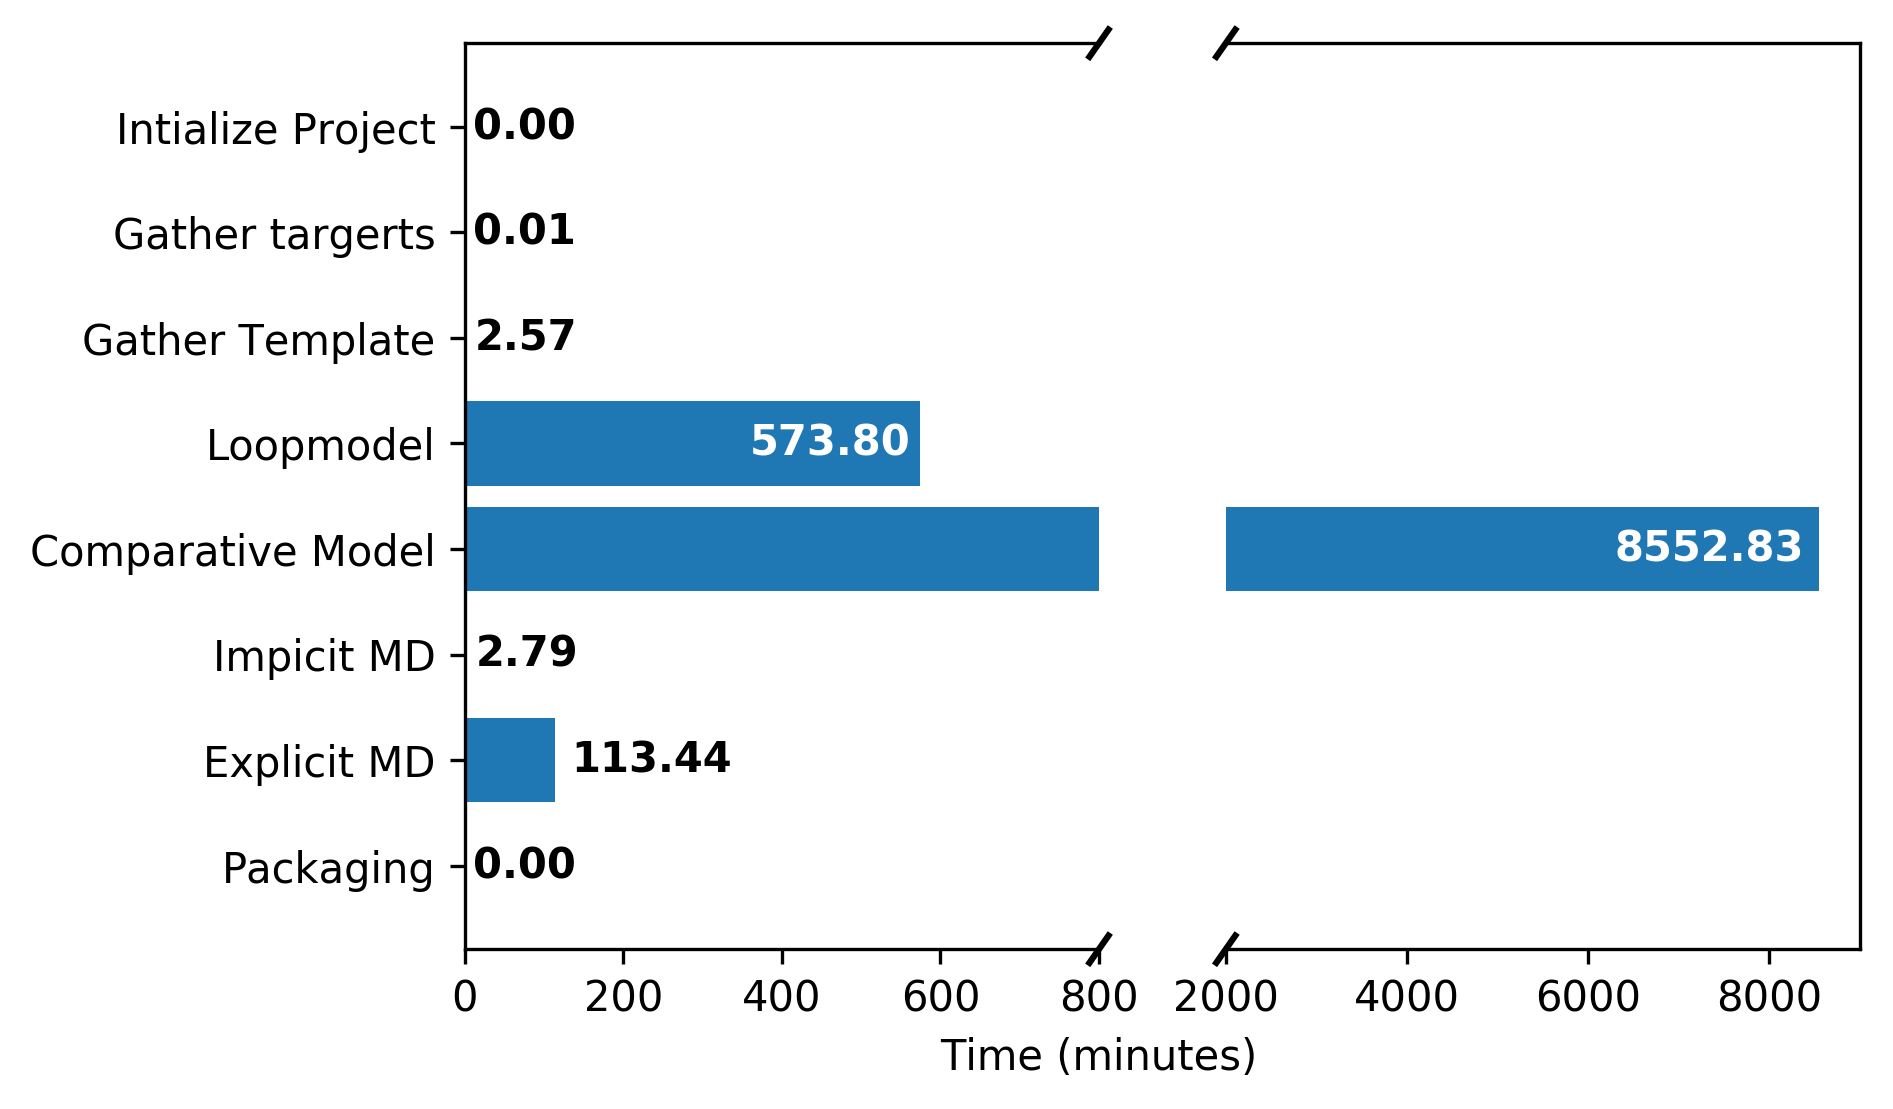 Intialize Project 0.00
Gather targerts 0.01
Gather Template 2.57
Loopmodel 573.80
Comparative Model 8552.83
Impicit MD 2.79
Explicit MD 113.44
Packaging 0.00
0 200 400 600 800 2000 4000 6000 8000
Time (minutes)